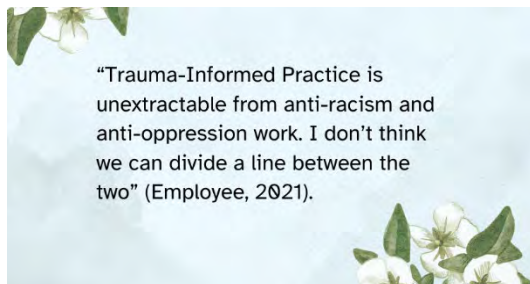 “Trauma-Informed Practice is
unextractable from anti-racism and
anti-oppression work. I don’t think
we can divide a line between the
two” (Employee, 2021).